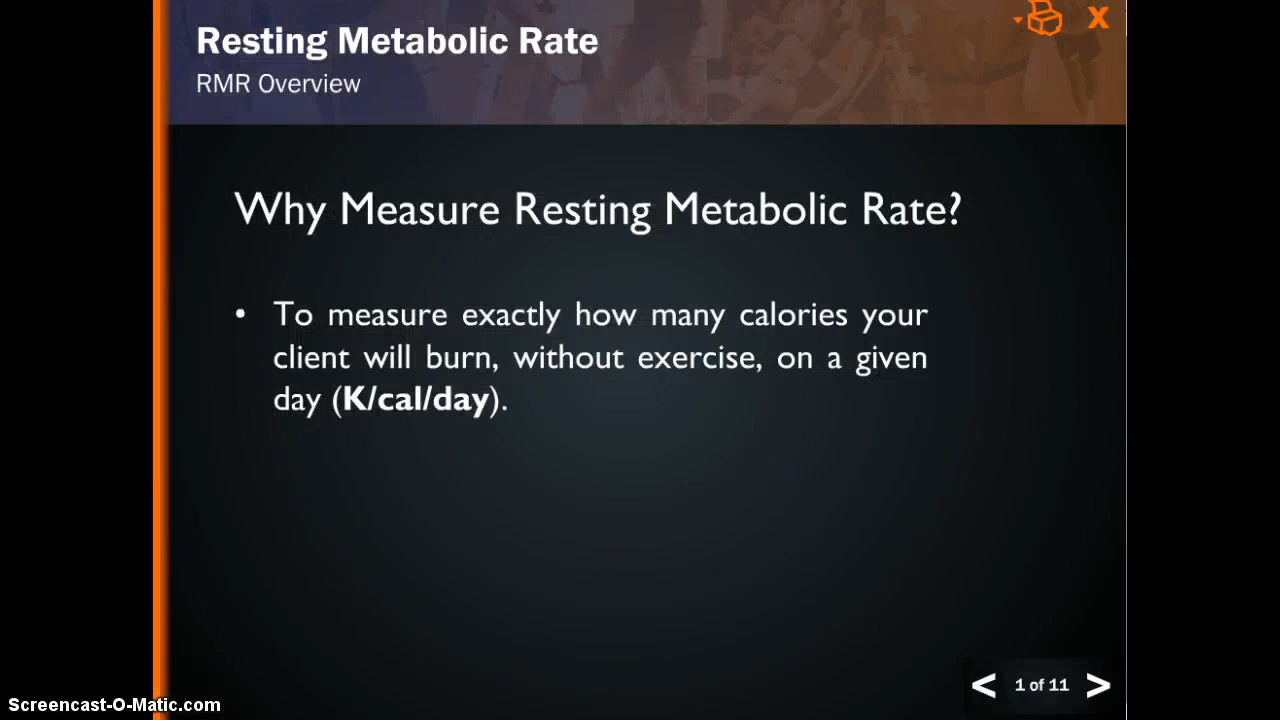 Resting Metabolic Rate
X
RMR Overview
Why Measure Resting Metabolic Rate?
• To measure exactly how many calories your
client will burn, without exercise, on a given
day (K/cal/day).
< 1 of 11 >
Screencast-O-Matic.com